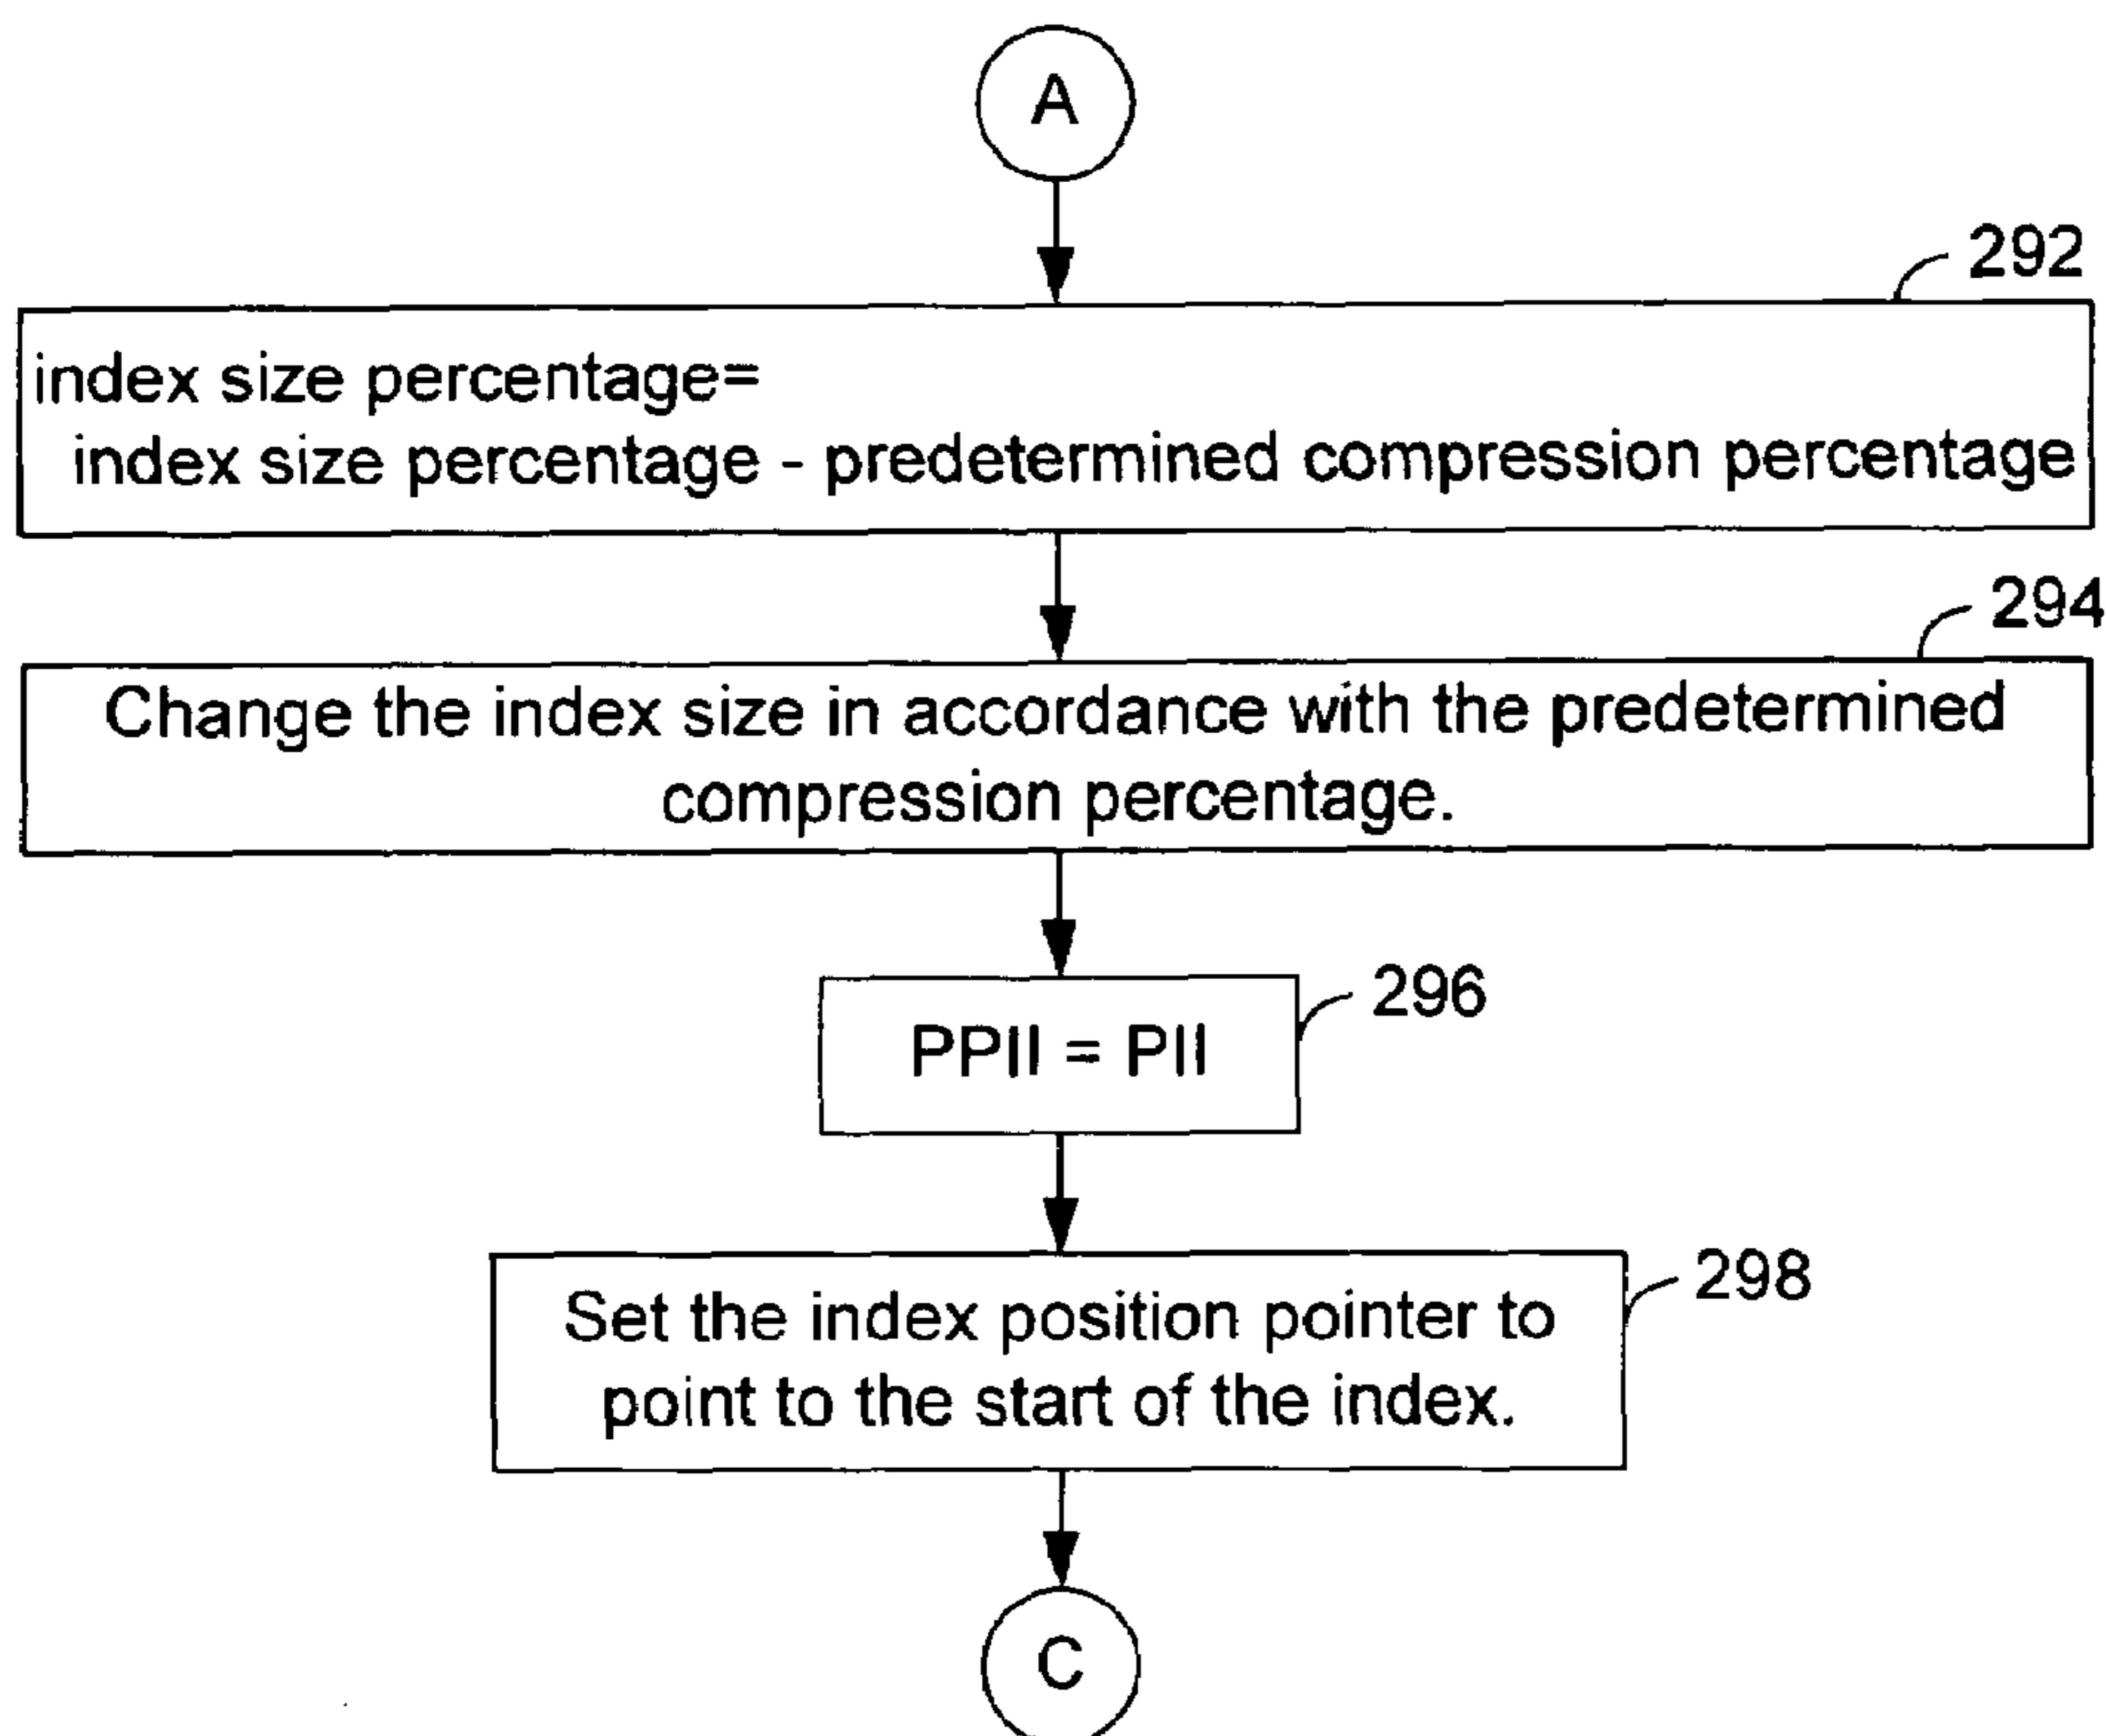 A
292
index size percentage=
index size percentage - predetermined compression percentage
294
Change the index size in accordance with the predetermined
compression percentage.
296
PPII = PII
298
Set the index position pointer to
point to the start of the index.
C